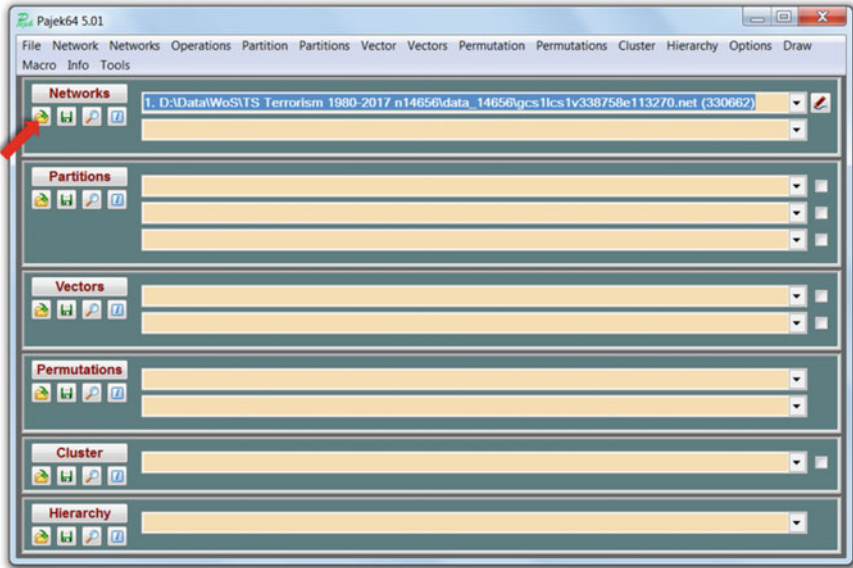 Pajek64 5.01
File Network Networks Operations Partition Partitions Vector Vectors Permutation Permutations Cluster Hierarchy Options Draw
Macro Info Tools
Networks
1. D:\Data\WoS\TS Terrorism 1980-2017 n14656\data_14656\gcs1lcs1v338758e113270.net (330662)
Partitions
Vectors
Permutations
Cluster
Hierarchy